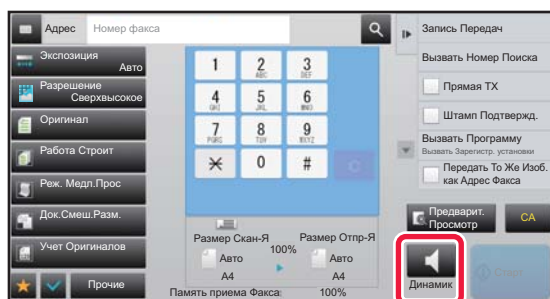 Адрес
Номер факса
Экспозиция
Авто
Разрешение
Сверхвысокое
Оригинал
Работа Строит
Реж. Медл.Прос
Док.Смеш.Разм.
Учет Оригиналов
Прочие
1
2
ABC
3
DEF
4
GHI
5
JKL
6
MNO
7
PQRS
8
TUV
9
WXYZ
0
#
Размер Скан-Я
100%
Размер Отпр-Я
Авто
A4
Авто
A4
Память приема Факса: 100%
Запись Передач
Вызвать Номер Поиска
Прямая TX
Штамп Подтвержд.
Вызвать Программу
Вызвать Зарегистр. установки
Передать То Же Изоб.
как Адрес Факса
Предварит.
Просмотр
CA
Динамик
Старт